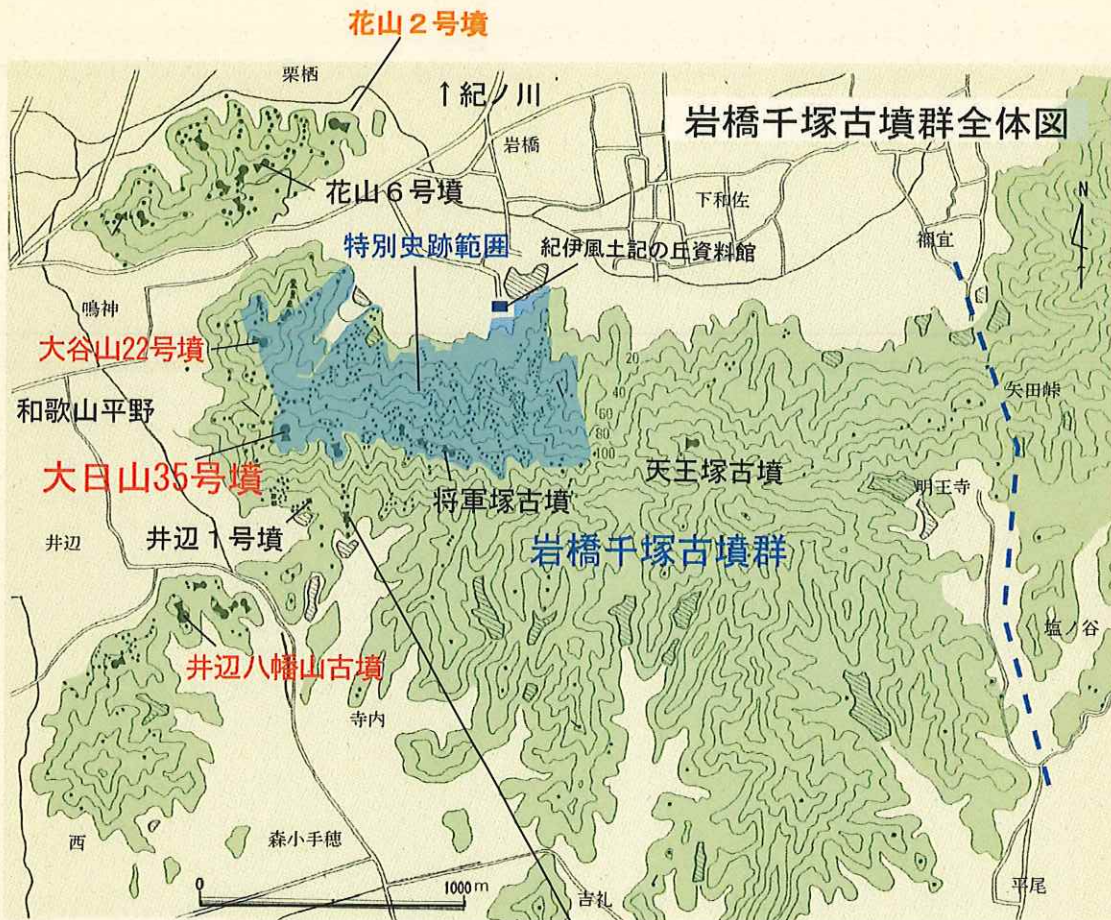 花山２号墳
栗栖
↑紀ノ川
岩橋千塚古墳群全体図
岩橋
下和佐
花山６号墳
禰宜
N
特別史跡範囲
紀伊風土記の丘資料館
鳴神
大谷山22号墳
20
40
60
80
100
矢田峠
和歌山平野
大日山35号墳
将軍塚古墳
天王塚古墳
明王寺
井辺
井辺１号墳
岩橋千塚古墳群
塩ノ谷
井辺八幡山古墳
寺内
西
森小手穂
0
1000m
吉礼
平尾